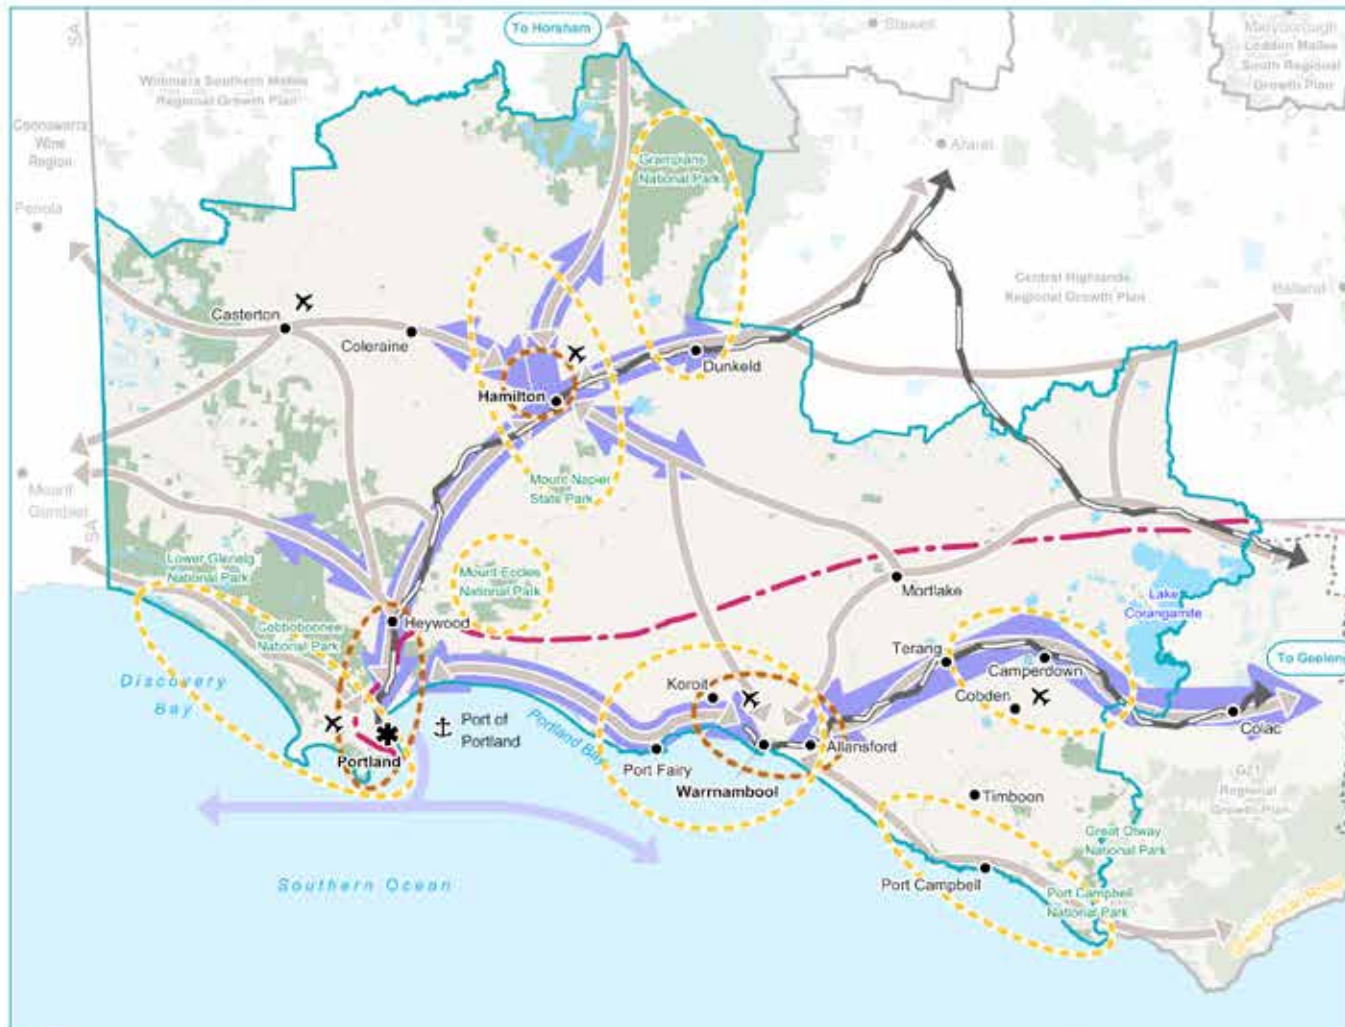 To Horsham
Stawell
SA
Maryborough
Loddon Mallee
South Regional
Growth Plan
Wimmera Southern Mallee
Regional Growth Plan
Coonawarra
Wine
Region
Ararat
Grampians
National Park
Penola
Central Highlands
Regional Growth Plan
Ballarat
Casterton
Coleraine
Dunkeld
Hamilton
Mount Napier
State Park
Mount
Gambier
SA
Lower Glenelg
National Park
Mount Eccles
National Park
Mortlake
Lake
Corangamite
Heywood
Cobboboonee
National Park
Terang
Camperdown
To Geelong
Discovery
Bay
Koroit
Cobden
Port of
Portland
Portland Bay
Allansford
Colac
Portland
Port Fairy
Warrnambool
G21
Regional
Growth Plan
Timboon
Great Otway
National Park
Southern Ocean
Port Campbell
Port Campbell
National Park
Great Ocean Road